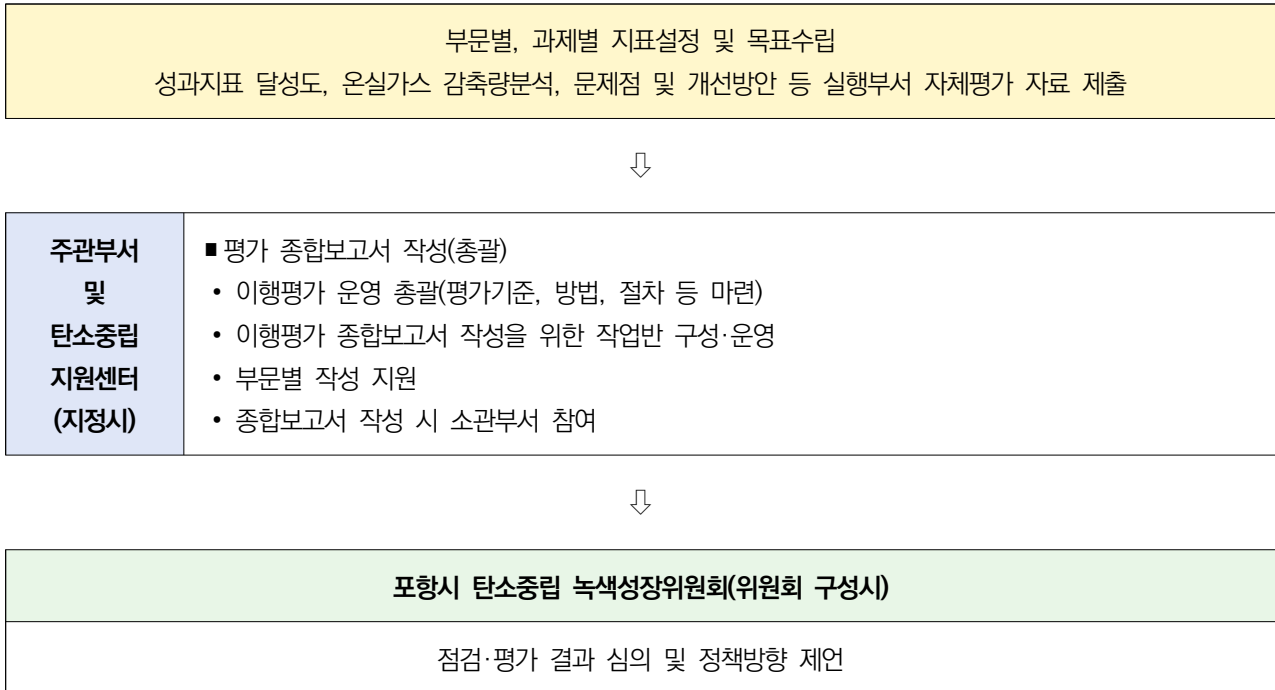 부문별, 과제별 지표설정 및 목표수립
성과지표 달성도, 온실가스 감축량분석, 문제점 및 개선방안 등 실행부서 자체평가 자료 제출
⇩
주관부서
및
탄소중립
지원센터
(지정시)
■ 평가 종합보고서 작성(총괄)
• 이행평가 운영 총괄(평가기준, 방법, 절차 등 마련)
• 이행평가 종합보고서 작성을 위한 작업반 구성·운영
• 부문별 작성 지원
• 종합보고서 작성 시 소관부서 참여
⇩
포항시 탄소중립 녹색성장위원회(위원회 구성시)
점검·평가 결과 심의 및 정책방향 제언